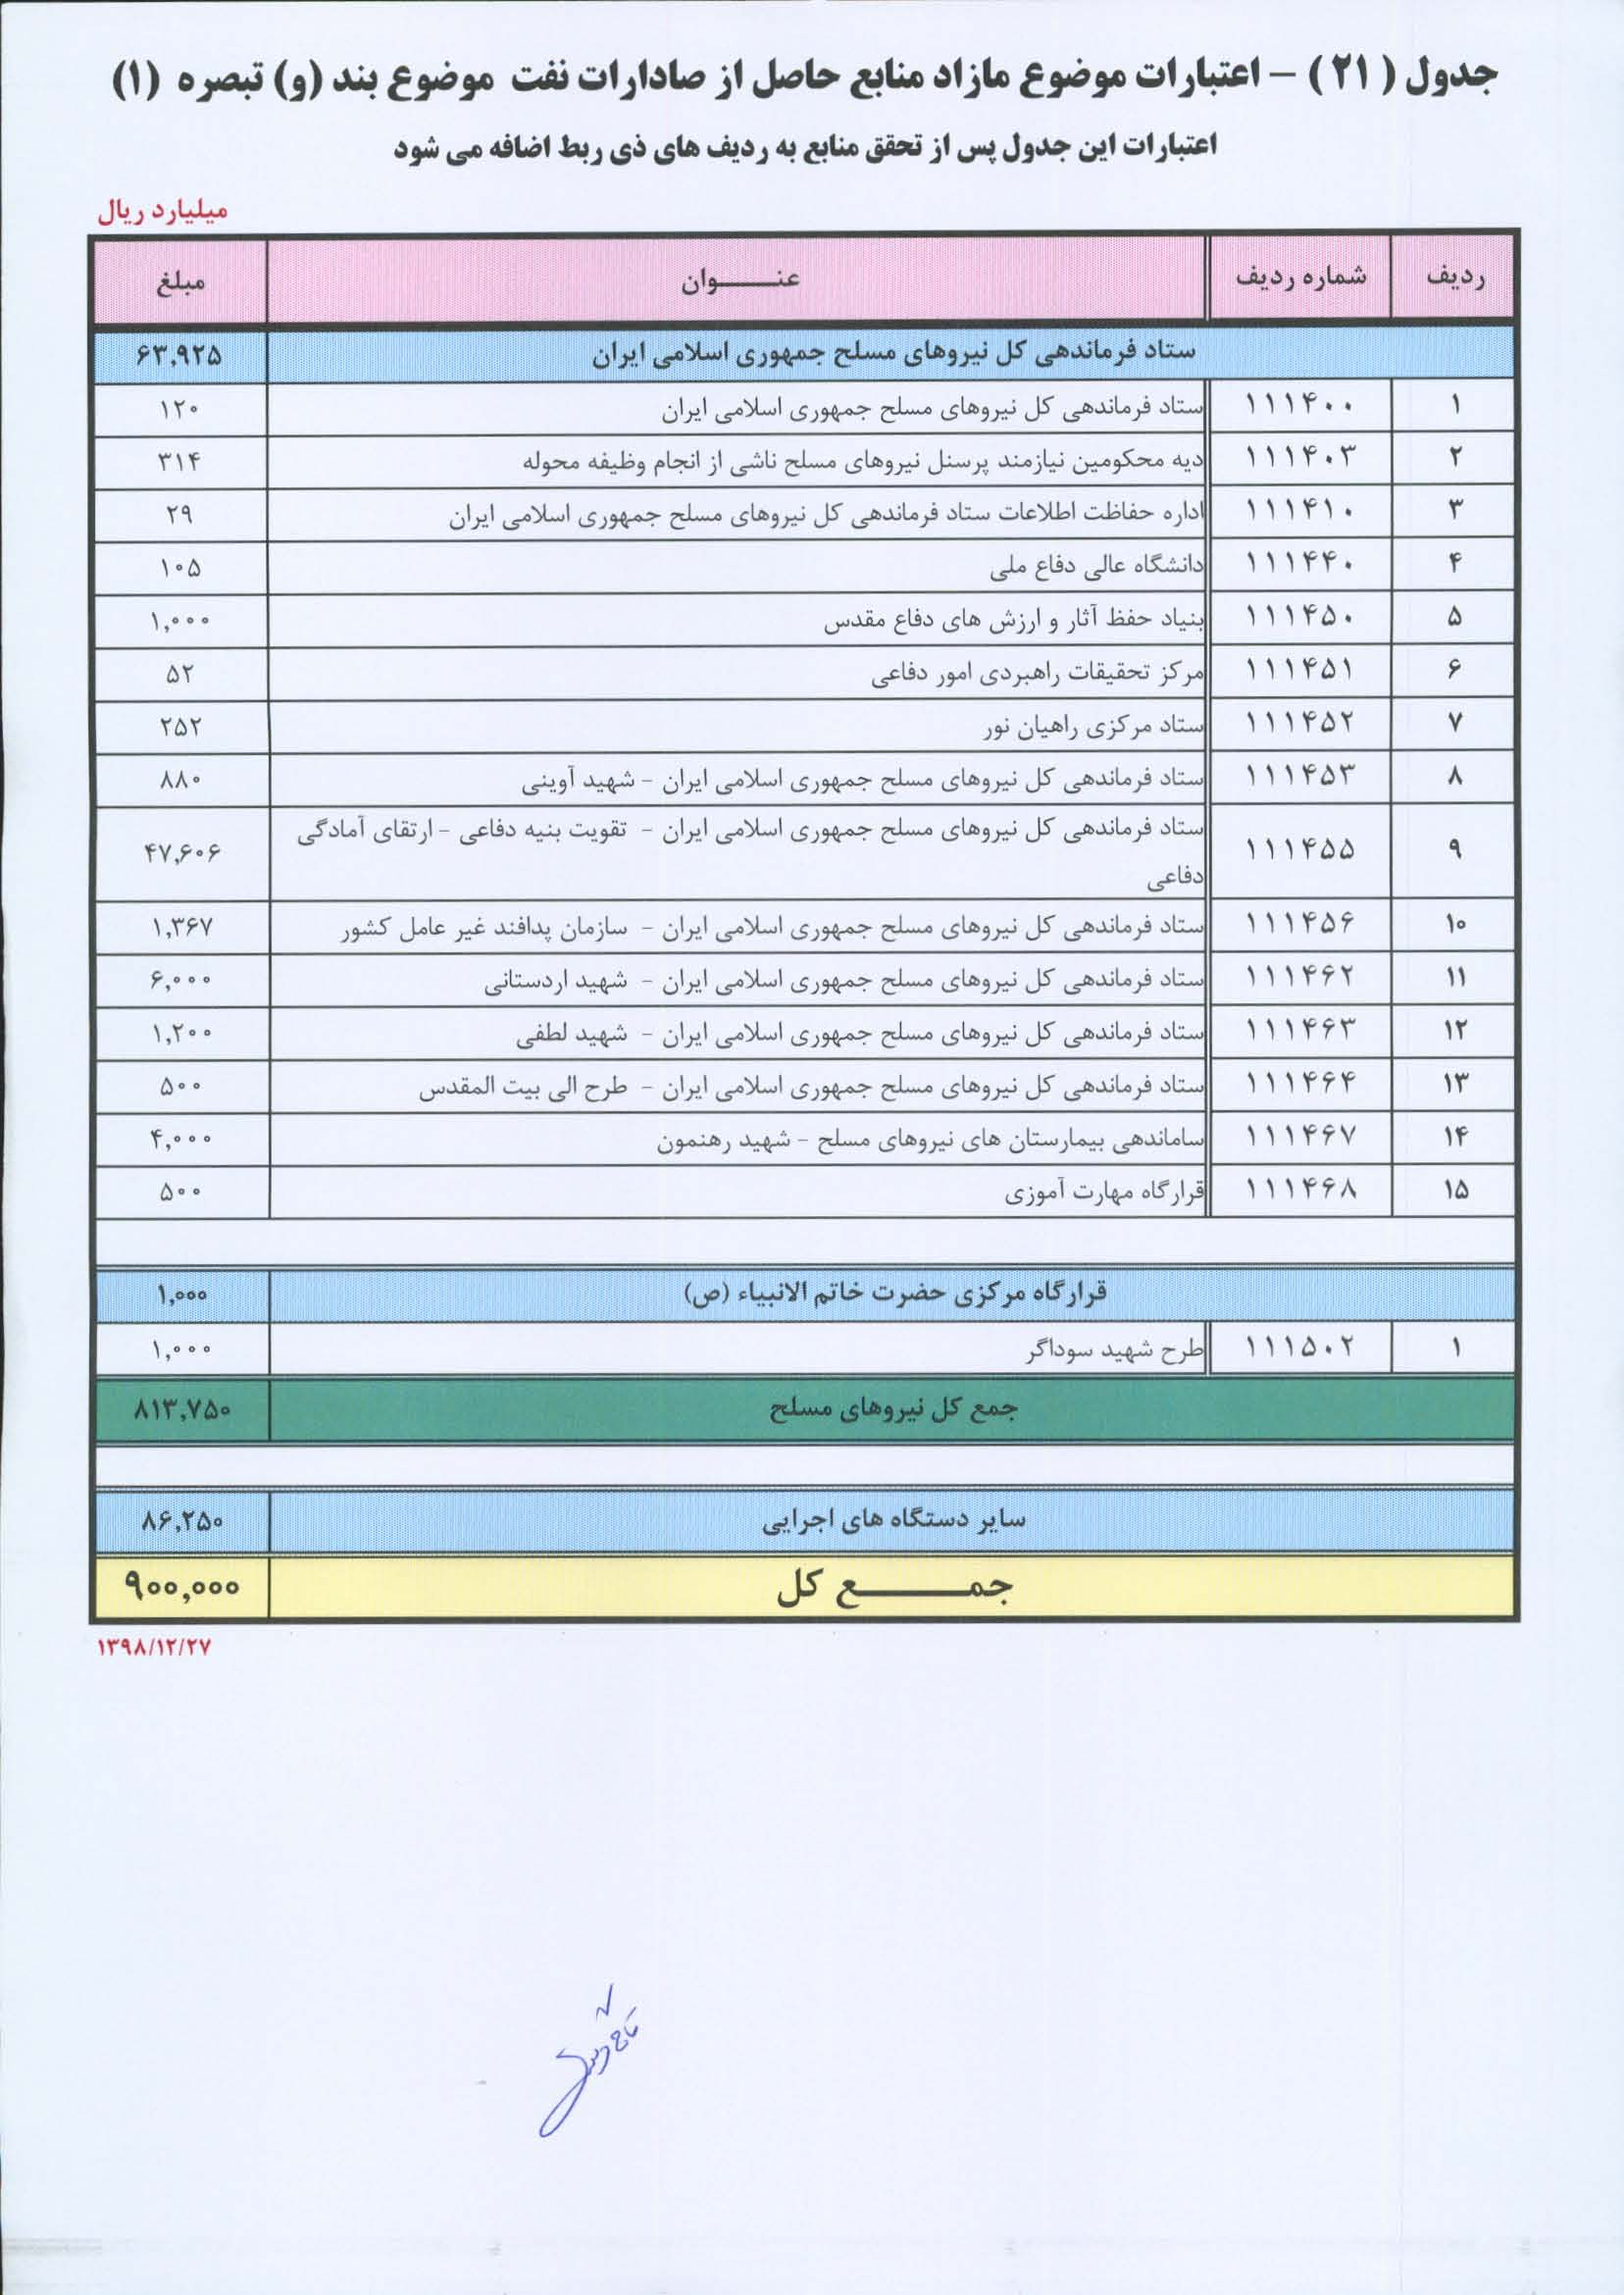 جدول ( ۲۱ ) – اعتبارات موضوع مازاد منابع حاصل از صادارات نفت موضوع بند (و) تبصره (۱)
اعتبارات این جدول پس از تحقق منابع به ردیف های ذی ربط اضافه می شود
میلیارد ریال
ردیف شماره ردیف عنـــــوان مبلغ
ستاد فرماندهی کل نیروهای مسلح جمهوری اسلامی ایران ۶۳,۹۲۵
۱ ۱۱۱۴۰۰ ستاد فرماندهی کل نیروهای مسلح جمهوری اسلامی ایران ۱۲۰
۲ ۱۱۱۴۰۳ دیه محکومین نیازمند پرسنل نیروهای مسلح ناشی از انجام وظیفه محوله ۳۱۴
۳ ۱۱۱۴۱۰ اداره حفاظت اطلاعات ستاد فرماندهی کل نیروهای مسلح جمهوری اسلامی ایران ۲۹
۴ ۱۱۱۴۴۰ دانشگاه عالی دفاع ملی ۱۰۵
۵ ۱۱۱۴۵۰ بنیاد حفظ آثار و ارزش های دفاع مقدس ۱,۰۰۰
۶ ۱۱۱۴۵۱ مرکز تحقیقات راهبردی امور دفاعی ۵۲
۷ ۱۱۱۴۵۲ ستاد مرکزی راهیان نور ۲۵۲
۸ ۱۱۱۴۵۳ ستاد فرماندهی کل نیروهای مسلح جمهوری اسلامی ایران - شهید آوینی ۸۸۰
۹ ۱۱۱۴۵۵ ستاد فرماندهی کل نیروهای مسلح جمهوری اسلامی ایران - تقویت بنیه دفاعی - ارتقای آمادگی
دفاعی ۴۷,۶۰۶
۱۰ ۱۱۱۴۵۶ ستاد فرماندهی کل نیروهای مسلح جمهوری اسلامی ایران - سازمان پدافند غیر عامل کشور ۱,۳۶۷
۱۱ ۱۱۱۴۶۲ ستاد فرماندهی کل نیروهای مسلح جمهوری اسلامی ایران - شهید اردستانی ۶,۰۰۰
۱۲ ۱۱۱۴۶۳ ستاد فرماندهی کل نیروهای مسلح جمهوری اسلامی ایران - شهید لطفی ۱,۲۰۰
۱۳ ۱۱۱۴۶۴ ستاد فرماندهی کل نیروهای مسلح جمهوری اسلامی ایران - طرح الی بیت المقدس ۵۰۰
۱۴ ۱۱۱۴۶۷ ساماندهی بیمارستان های نیروهای مسلح - شهید رهنمون ۴,۰۰۰
۱۵ ۱۱۱۴۶۸ قرارگاه مهارت آموزی ۵۰۰
قرارگاه مرکزی حضرت خاتم الانبیاء (ص) ۱,۰۰۰
۱ ۱۱۱۵۰۲ طرح شهید سوداگر ۱,۰۰۰
جمع کل نیروهای مسلح ۸۱۳,۷۵۰
سایر دستگاه های اجرایی ۸۶,۲۵۰
جمـــــع کل ۹۰۰,۰۰۰
۱۳۹۸/۱۲/۲۷